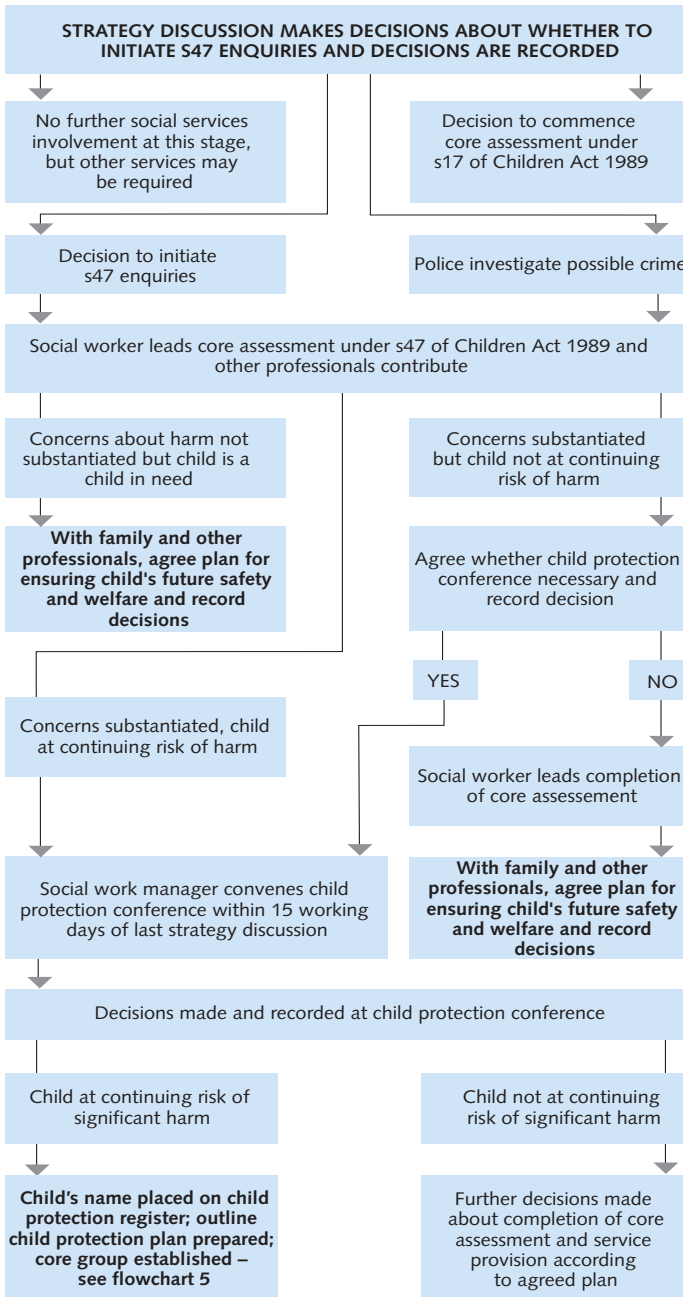 STRATEGY DISCUSSION MAKES DECISIONS ABOUT WHETHER TO
INITIATE S47 ENQUIRIES AND DECISIONS ARE RECORDED
No further social services
involvement at this stage,
but other services may
be required
Decision to commence
core assessment under
s17 of Children Act 1989
Decision to initiate
s47 enquiries
Police investigate possible crime
Social worker leads core assessment under s47 of Children Act 1989 and
other professionals contribute
Concerns about harm not
substantiated but child is a
child in need
Concerns substantiated
but child not at continuing
risk of harm
With family and other
professionals, agree plan for
ensuring child's future safety
and welfare and record
decisions
Agree whether child protection
conference necessary and
record decision
YES
NO
Concerns substantiated, child
at continuing risk of harm
Social worker leads completion
of core assessement
Social work manager convenes child
protection conference within 15 working
days of last strategy discussion
With family and other
professionals, agree plan for
ensuring child's future safety
and welfare and record
decisions
Decisions made and recorded at child protection conference
Child at continuing risk of
significant harm
Child not at continuing
risk of significant harm
Child’s name placed on child
protection register; outline
child protection plan prepared;
core group established –
see flowchart 5
Further decisions made
about completion of core
assessment and service
provision according
to agreed plan